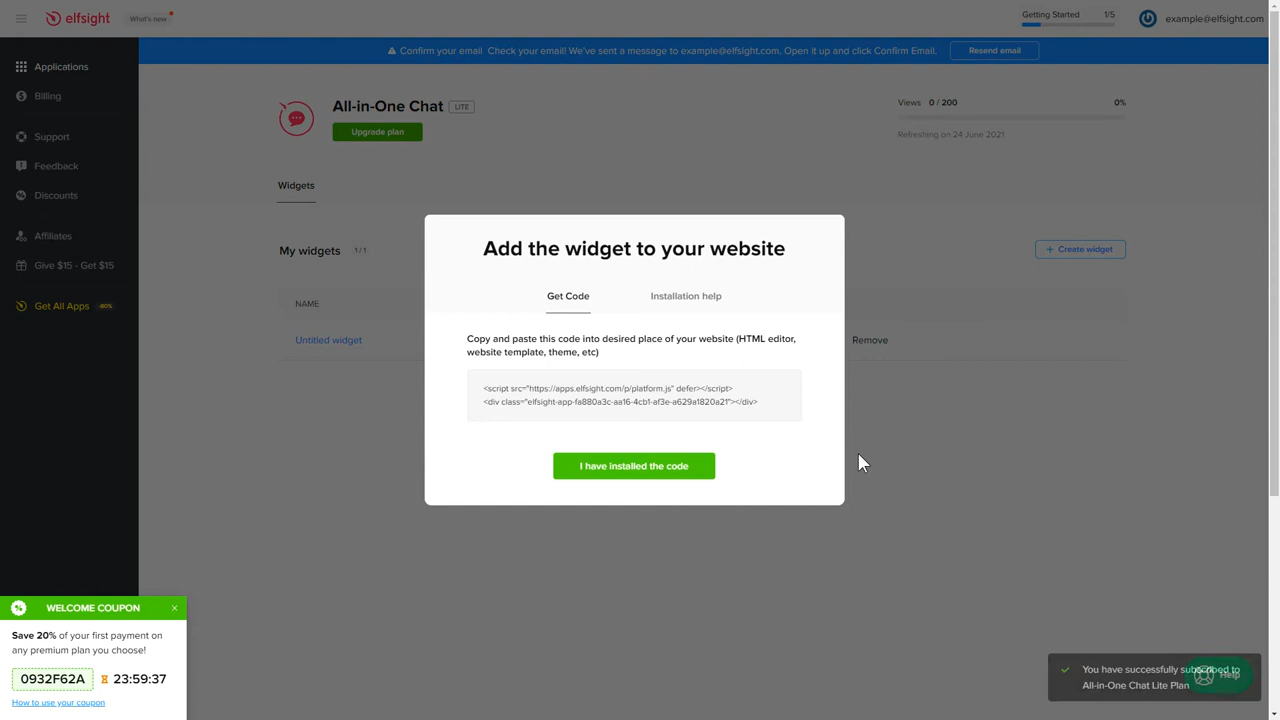 elfsight
What's new
Getting Started 1/5
example@elfsight.com
Confirm your email Check your email! We've sent a message to example@elfsight.com. Open it up and click Confirm Email.
Resend email
Applications
Billing
Support
Feedback
Discounts
Affiliates
Give $15 - Get $15
Get All Apps -60%
All-in-One Chat LITE
Upgrade plan
Views 0 / 200 0%
Refreshing on 24 June 2021
Widgets
My widgets 1/1
+ Create widget
NAME
Untitled widget
Remove
Add the widget to your website
Get Code
Installation help
Copy and paste this code into desired place of your website (HTML editor,
website template, theme, etc)
<script src="https://apps.elfsight.com/p/platform.js" defer></script>
<div class="elfsight-app-fa880a3c-aa16-4cb1-af3e-a629a1820a21"></div>
I have installed the code
WELCOME COUPON ×
Save 20% of your first payment on
any premium plan you choose!
0932F62A 23:59:37
How to use your coupon
You have successfully subscribed to
All-in-One Chat Lite Plan
Help